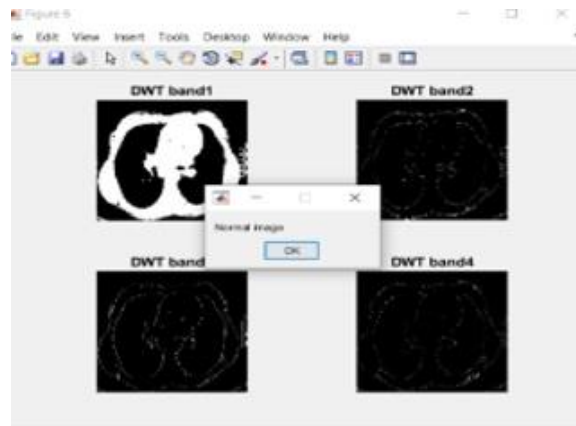 Figure 6
le Edit View Insert Tools Desktop Window Help
DWT band1
DWT band2
Normal image
OK
DWT band
DWT band4